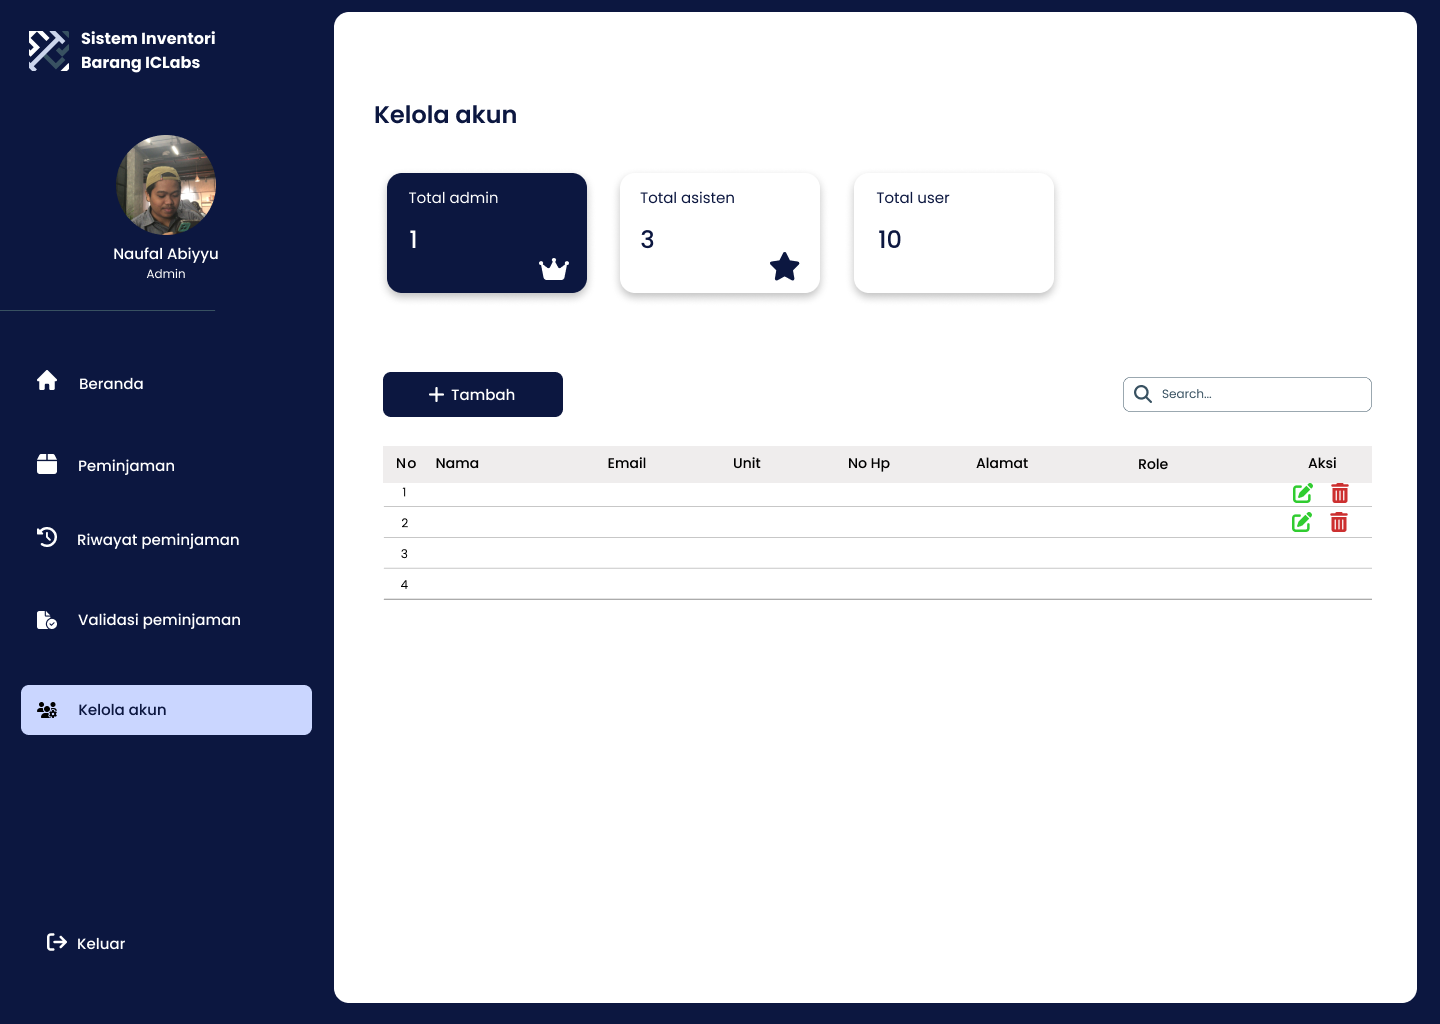 Sistem Inventori
Barang ICLabs
Naufal Abiyyu
Admin
Beranda
Peminjaman
Riwayat peminjaman
Validasi peminjaman
Kelola akun
Keluar
Kelola akun
Total admin
1
Total asisten
3
Total user
10
Tambah
Search...
No Nama Email Unit No Hp Alamat Role Aksi
1
2
3
4